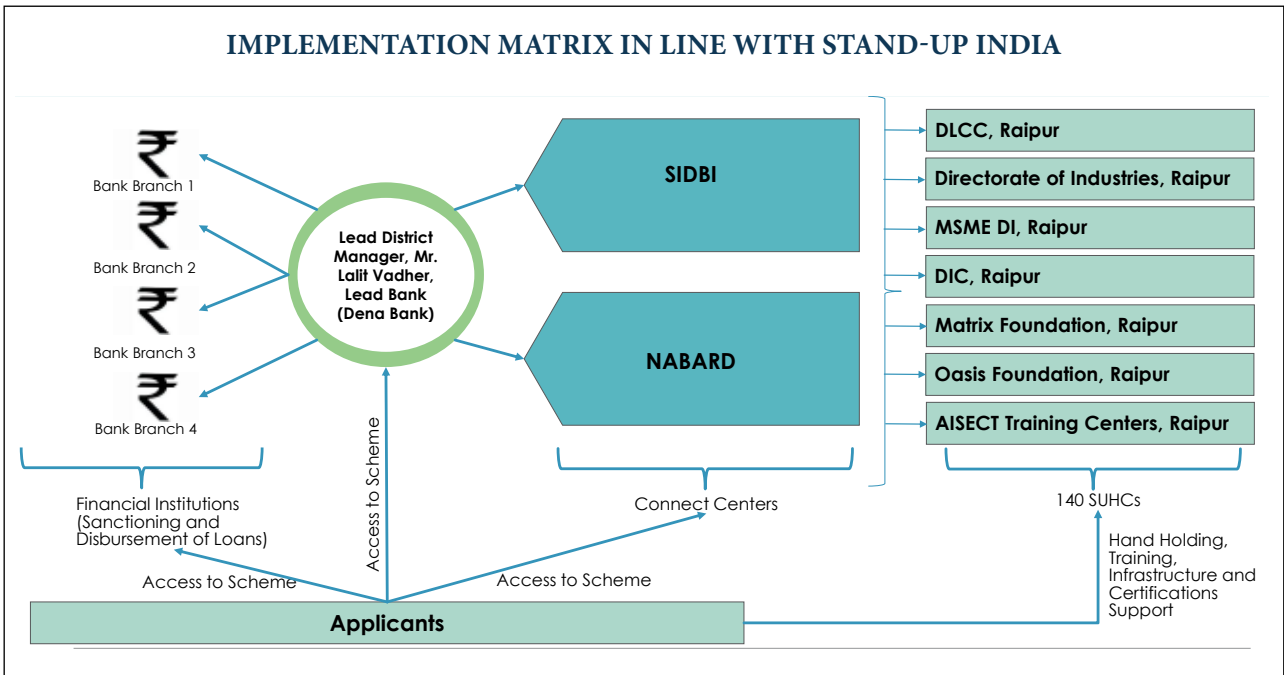 IMPLEMENTATION MATRIX IN LINE WITH STAND-UP INDIA
Bank Branch 1
Bank Branch 2
Bank Branch 3
Bank Branch 4
Financial Institutions
(Sanctioning and
Disbursement of Loans)
Lead District
Manager, Mr.
Lalit Vadher,
Lead Bank
(Dena Bank)
SIDBI
NABARD
Connect Centers
DLCC, Raipur
Directorate of Industries, Raipur
MSME DI, Raipur
DIC, Raipur
Matrix Foundation, Raipur
Oasis Foundation, Raipur
AISECT Training Centers, Raipur
140 SUHCs
Access to Scheme
Access to Scheme
Access to Scheme
Hand Holding,
Training,
Infrastructure and
Certifications
Support
Applicants